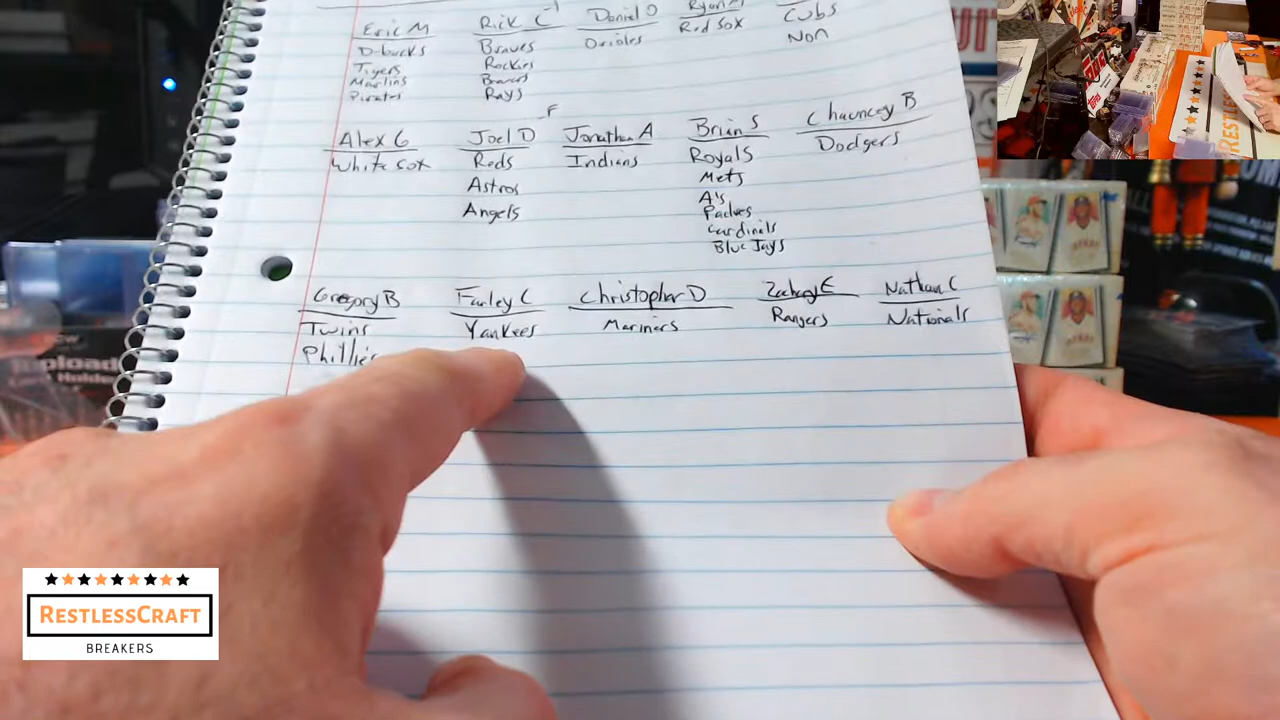 Eric M Rick C Daniel O Ryan
D-backs Braves Orioles Red Sox Cubs
Tigers Rockies Non
Marlins Brewers
Pirates Rays
F
Alex G Joel D Jonathan A Brian S Chauncey B
White Sox Reds Indians Royals Dodgers
Astros Mets
Angels A's
Padres
Cardinals
Blue Jays
Gregory B Farley C Christopher D Zachary E Nathan C
Twins Yankees Mariners Rangers Nationals
Phillies
RESTLESSCRAFT
BREAKERS